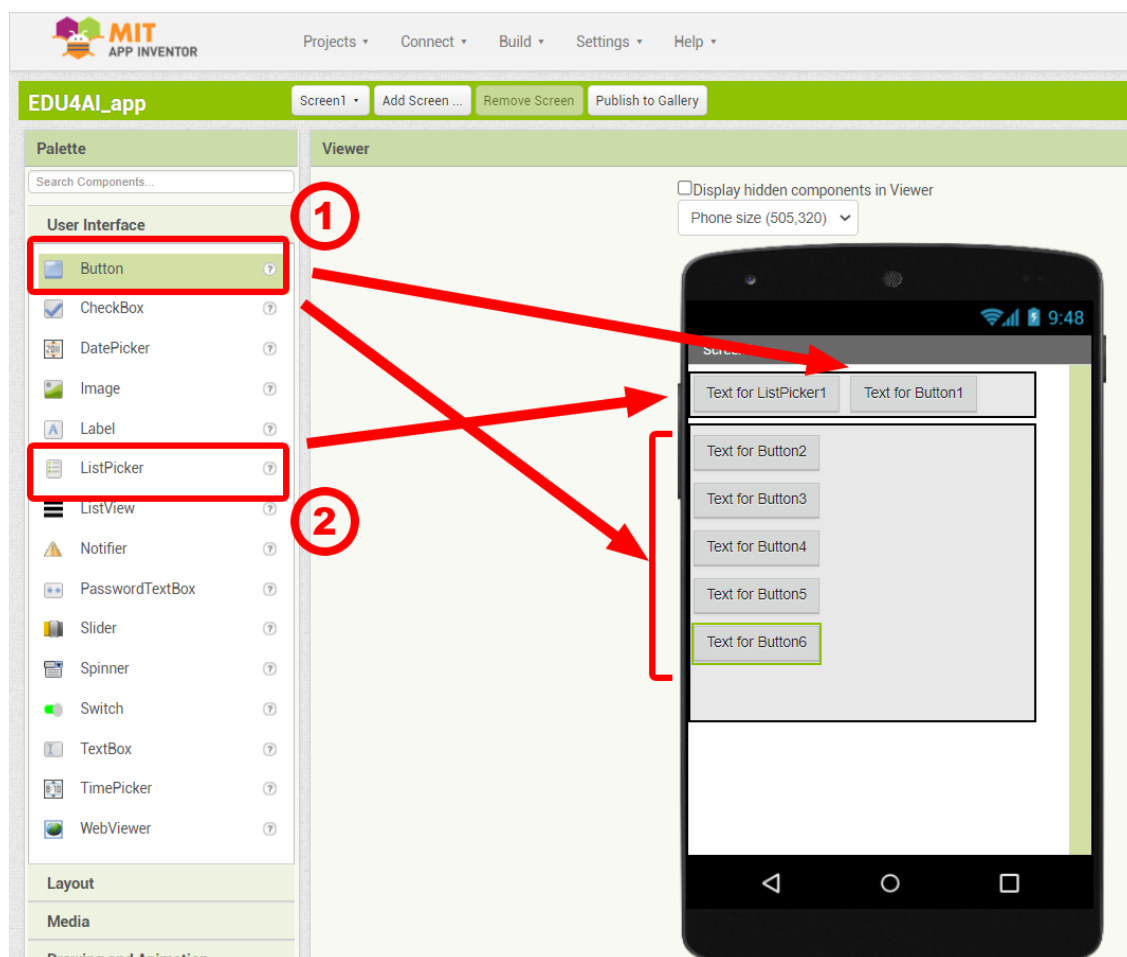 MIT
APP INVENTOR
Projects
Connect
Build
Settings
Help
EDU4AI_app
Screen1
Add Screen ...
Remove Screen
Publish to Gallery
Palette
Viewer
Search Components...
Display hidden components in Viewer
Phone size (505,320)
User Interface
1
Button
CheckBox
DatePicker
Image
Label
ListPicker
ListView
2
Notifier
PasswordTextBox
Slider
Spinner
Switch
TextBox
TimePicker
WebViewer
Layout
Media
Drawing and Animation
9:48
Text for ListPicker1
Text for Button1
Text for Button2
Text for Button3
Text for Button4
Text for Button5
Text for Button6